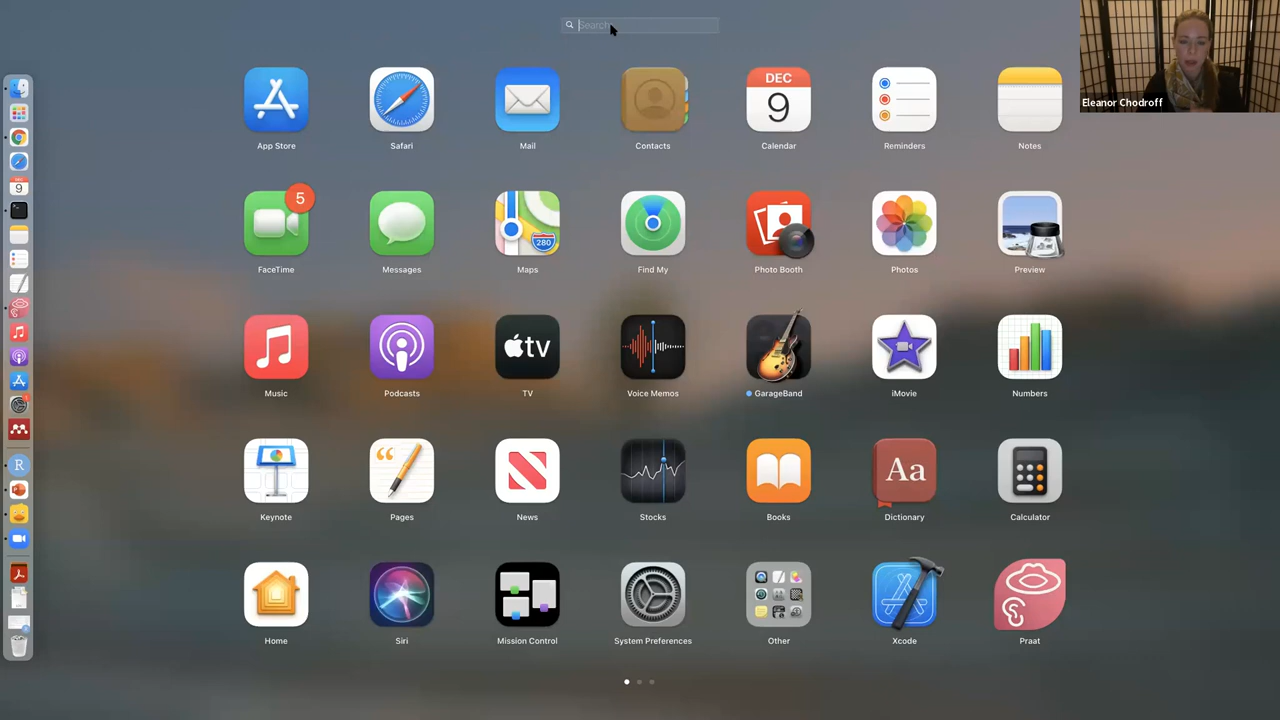 Search
Eleanor Chodroff
DEC
9
App Store
Safari
Mail
Contacts
Calendar
Reminders
Notes
5
280
FaceTime
Messages
Maps
Find My
Photo Booth
Photos
Preview
tv
Music
Podcasts
TV
Voice Memos
GarageBand
iMovie
Numbers
Aa
Keynote
Pages
News
Stocks
Books
Dictionary
Calculator
Home
Siri
Mission Control
System Preferences
Other
Xcode
Praat
9
R